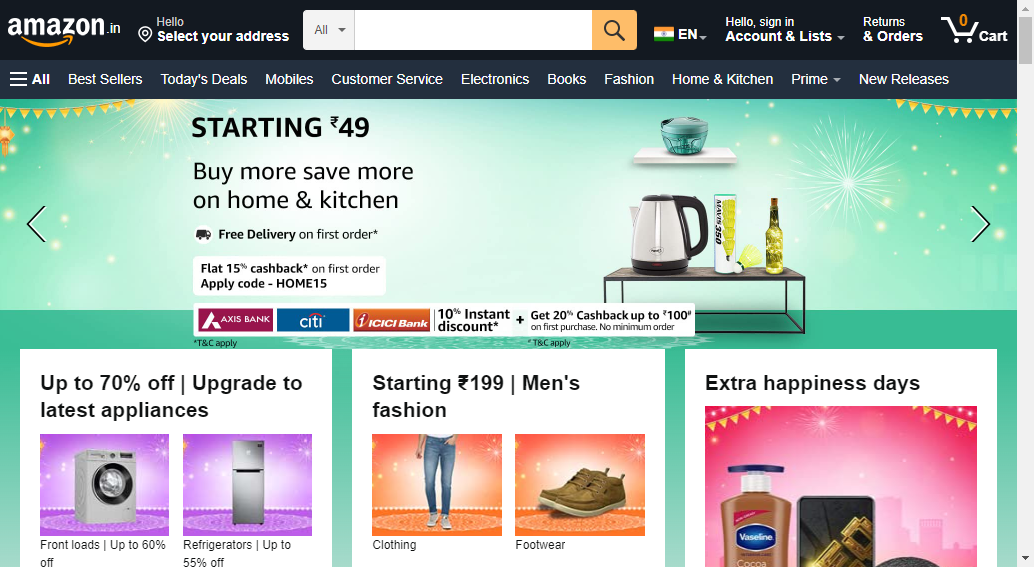 amazon.in
Hello
Select your address
All
EN
Hello, sign in
Account & Lists
Returns
& Orders
0
Cart
All
Best Sellers
Today's Deals
Mobiles
Customer Service
Electronics
Books
Fashion
Home & Kitchen
Prime
New Releases
STARTING ₹49
Buy more save more
on home & kitchen
Free Delivery on first order*
Flat 15% cashback* on first order
Apply code - HOME15
AXIS BANK
citi
ICICI Bank
10% Instant
discount*
+
Get 20% Cashback up to ₹100#
on first purchase. No minimum order
*T&C apply
# T&C apply
MAVIS 350
Up to 70% off | Upgrade to
latest appliances
Front loads | Up to 60%
off
Refrigerators | Up to
55% off
Starting ₹199 | Men's
fashion
Clothing
Footwear
Extra happiness days
Vaseline
Cocoa